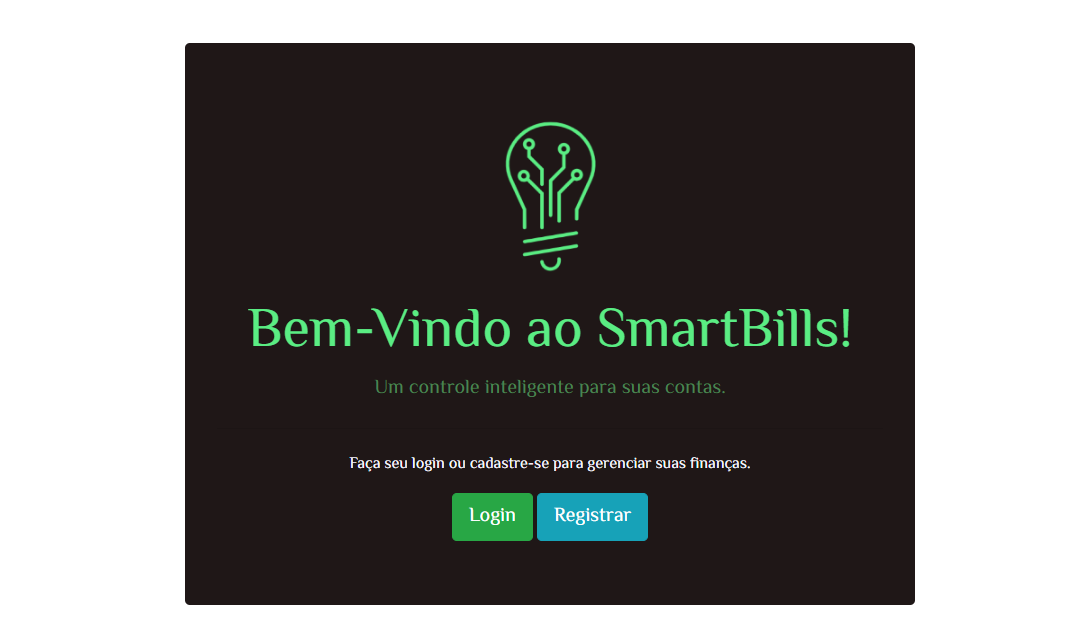 Bem-Vindo ao SmartBills!
Um controle inteligente para suas contas.
Faça seu login ou cadastre-se para gerenciar suas finanças.
Login Registrar